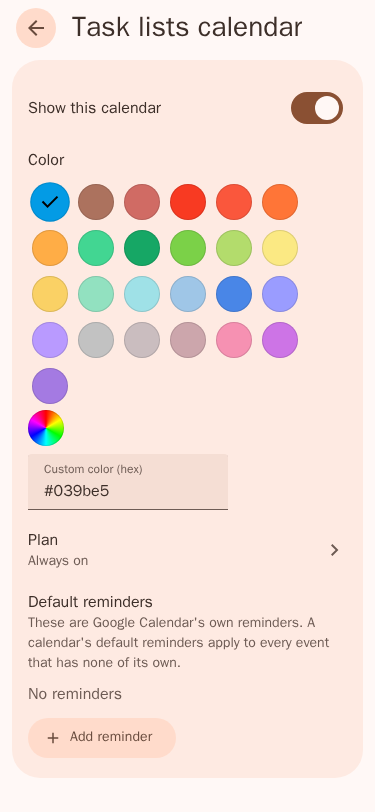 Task lists calendar
Show this calendar
Color
Custom color (hex)
#039be5
Plan
Always on
Default reminders
These are Google Calendar's own reminders. A
calendar's default reminders apply to every event
that has none of its own.
No reminders
Add reminder